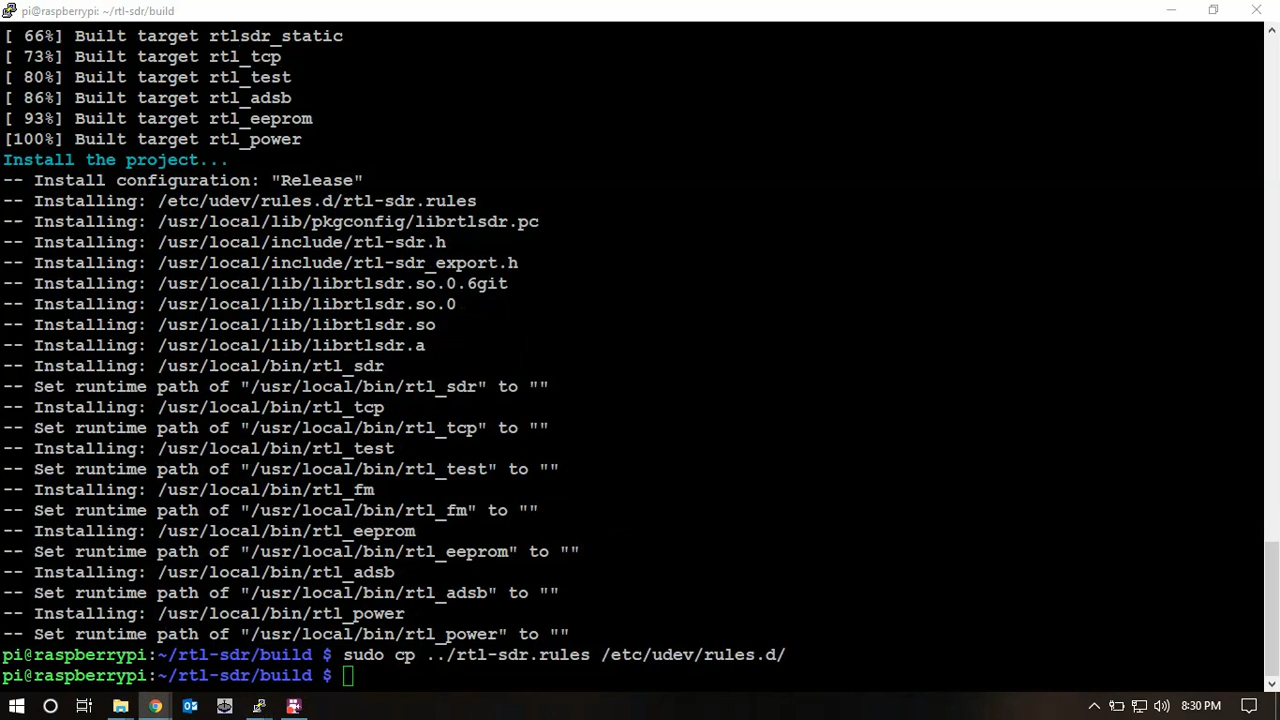 pi@raspberrypi: ~/rtl-sdr/build
[ 66%] Built target rtlsdr_static
[ 73%] Built target rtl_tcp
[ 80%] Built target rtl_test
[ 86%] Built target rtl_adsb
[ 93%] Built target rtl_eeprom
[100%] Built target rtl_power
Install the project...
-- Install configuration: "Release"
-- Installing: /etc/udev/rules.d/rtl-sdr.rules
-- Installing: /usr/local/lib/pkgconfig/librtlsdr.pc
-- Installing: /usr/local/include/rtl-sdr.h
-- Installing: /usr/local/include/rtl-sdr_export.h
-- Installing: /usr/local/lib/librtlsdr.so.0.6git
-- Installing: /usr/local/lib/librtlsdr.so.0
-- Installing: /usr/local/lib/librtlsdr.so
-- Installing: /usr/local/lib/librtlsdr.a
-- Installing: /usr/local/bin/rtl_sdr
-- Set runtime path of "/usr/local/bin/rtl_sdr" to ""
-- Installing: /usr/local/bin/rtl_tcp
-- Set runtime path of "/usr/local/bin/rtl_tcp" to ""
-- Installing: /usr/local/bin/rtl_test
-- Set runtime path of "/usr/local/bin/rtl_test" to ""
-- Installing: /usr/local/bin/rtl_fm
-- Set runtime path of "/usr/local/bin/rtl_fm" to ""
-- Installing: /usr/local/bin/rtl_eeprom
-- Set runtime path of "/usr/local/bin/rtl_eeprom" to ""
-- Installing: /usr/local/bin/rtl_adsb
-- Set runtime path of "/usr/local/bin/rtl_adsb" to ""
-- Installing: /usr/local/bin/rtl_power
-- Set runtime path of "/usr/local/bin/rtl_power" to ""
pi@raspberrypi:~/rtl-sdr/build $ sudo cp ../rtl-sdr.rules /etc/udev/rules.d/
pi@raspberrypi:~/rtl-sdr/build $
8:30 PM